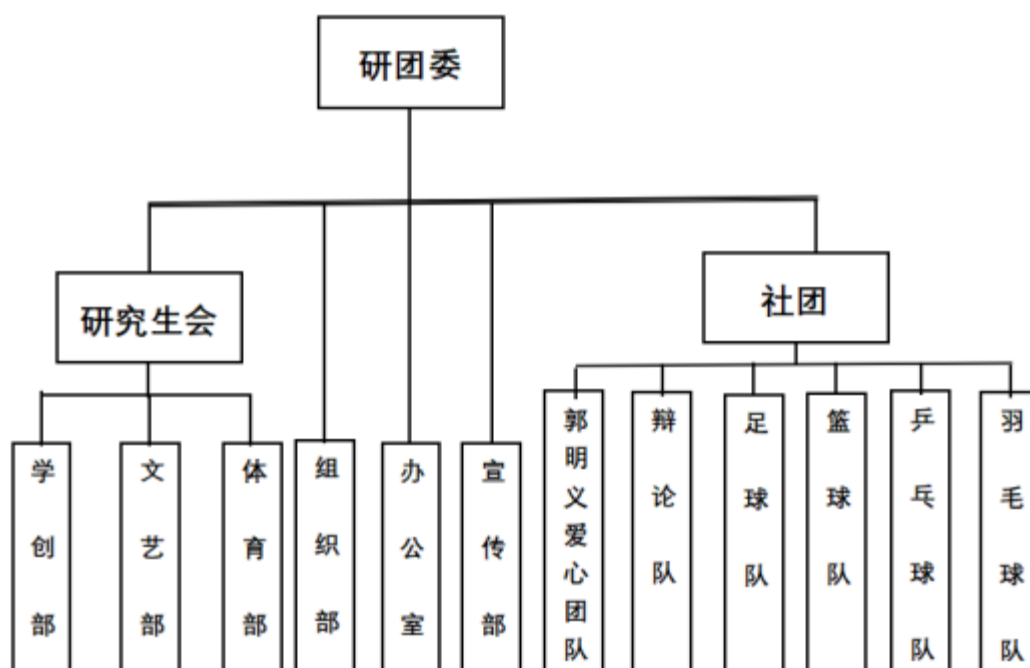 研团委
研究生会
社团
学创部
文艺部
体育部
组织部
办公室
宣传部
郭明义爱心团队
辩论队
足球队
篮球队
乒乓球队
羽毛球队